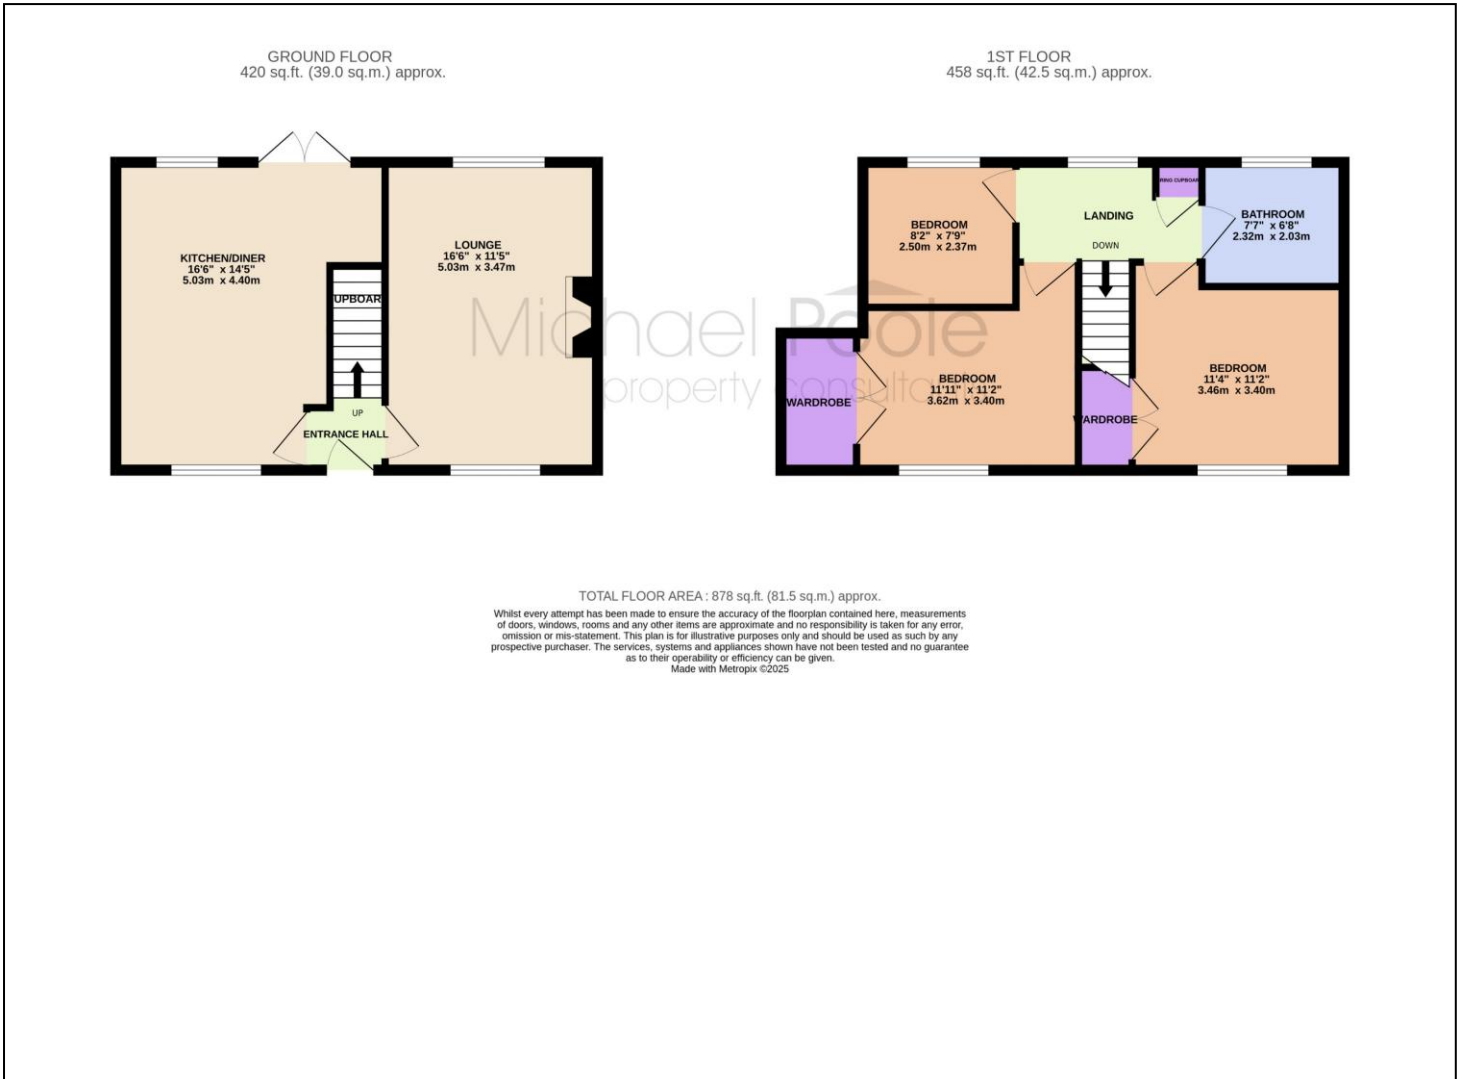 GROUND FLOOR
420 sq.ft. (39.0 sq.m.) approx.
1ST FLOOR
458 sq.ft. (42.5 sq.m.) approx.
KITCHEN/DINER
16'6" x 14'5"
5.03m x 4.40m
LOUNGE
16'6" x 11'5"
5.03m x 3.47m
UPBOAR
UP
ENTRANCE HALL
BEDROOM
8'2" x 7'9"
2.50m x 2.37m
LANDING
DOWN
RING CUPBOAR
BATHROOM
7'7" x 6'8"
2.32m x 2.03m
WARDROBE
BEDROOM
11'11" x 11'2"
3.62m x 3.40m
WARDROBE
BEDROOM
11'4" x 11'2"
3.46m x 3.40m
Michael Poole
property consulta
TOTAL FLOOR AREA : 878 sq.ft. (81.5 sq.m.) approx.
Whilst every attempt has been made to ensure the accuracy of the floorplan contained here, measurements
of doors, windows, rooms and any other items are approximate and no responsibility is taken for any error,
omission or mis-statement. This plan is for illustrative purposes only and should be used as such by any
prospective purchaser. The services, systems and appliances shown have not been tested and no guarantee
as to their operability or efficiency can be given.
Made with Metropix ©2025